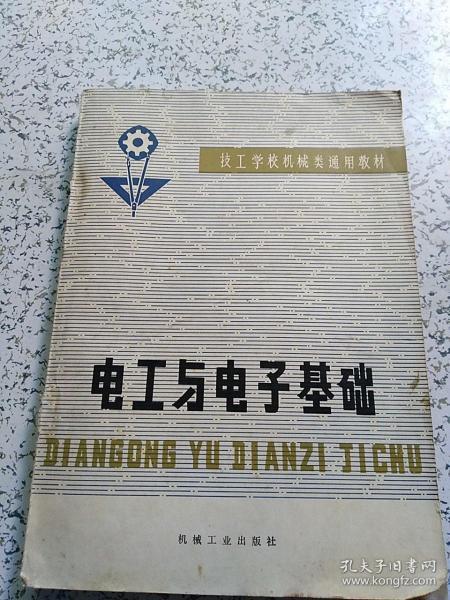 技工学校机械类通用教材
电工与电子基础
DIANGONG YU DIANZI JICHU
机械工业出版社
孔夫子旧书网
www.kongfz.com